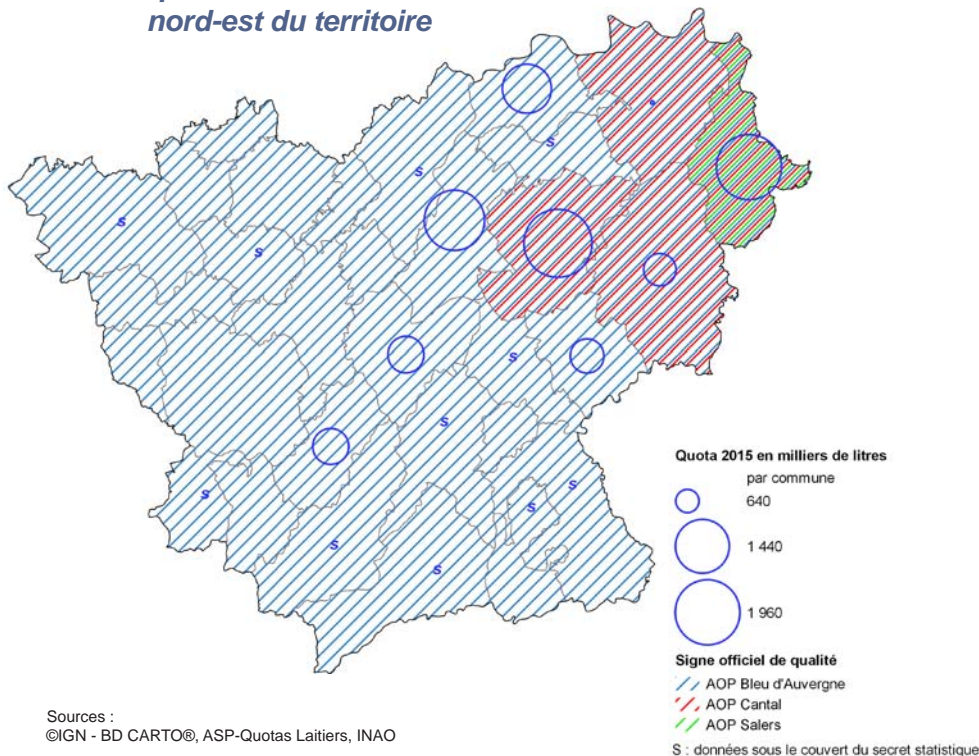 nord-est du territoire
S
S
S
S
S
S
S
S
S
S
S
Quota 2015 en milliers de litres
par commune
640
1 440
1 960
Signe officiel de qualité
AOP Bleu d'Auvergne
AOP Cantal
AOP Salers
S : données sous le couvert du secret statistique
Sources :
©IGN - BD CARTO®, ASP-Quotas Laitiers, INAO